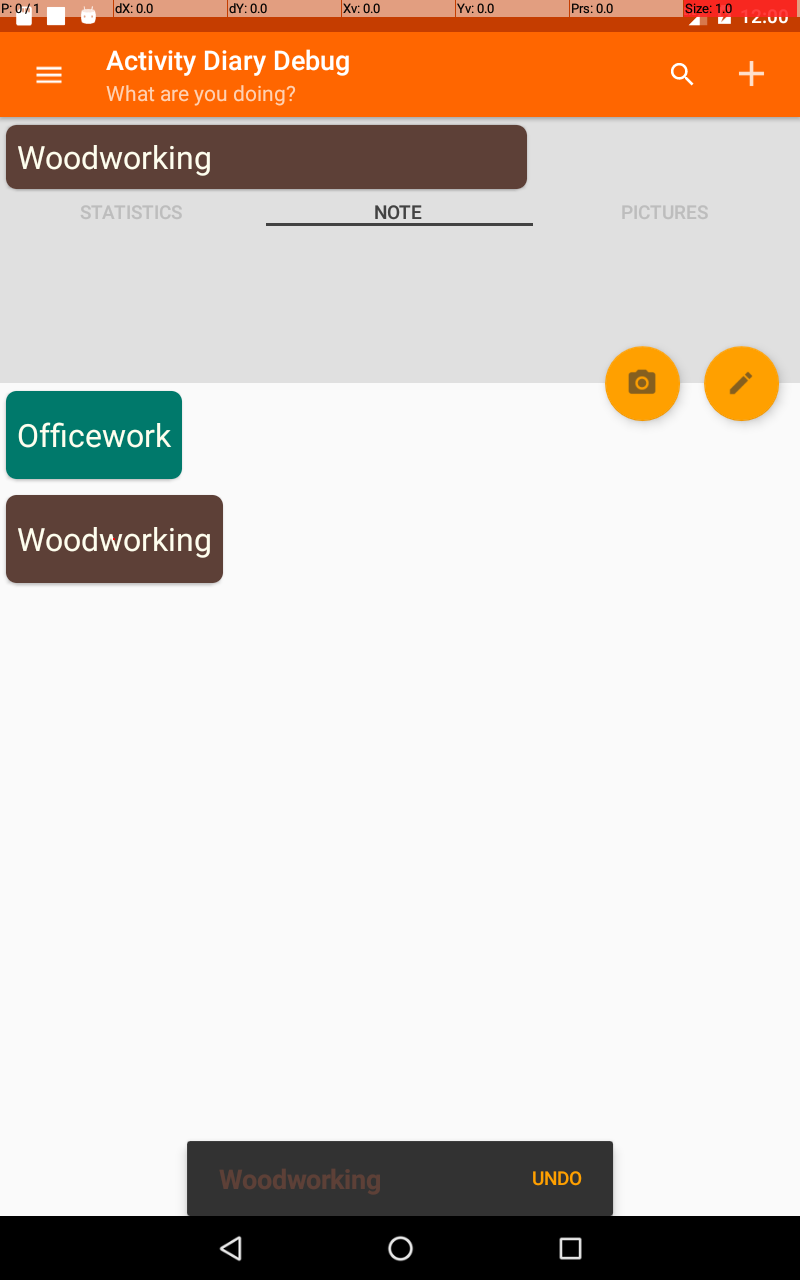 P: 0 / 1 dX: 0.0 dY: 0.0 Xv: 0.0 Yv: 0.0 Prs: 0.0 Size: 1.0
12:00
Activity Diary Debug
What are you doing?
Woodworking
STATISTICS NOTE PICTURES
Officework
Woodworking
Woodworking UNDO